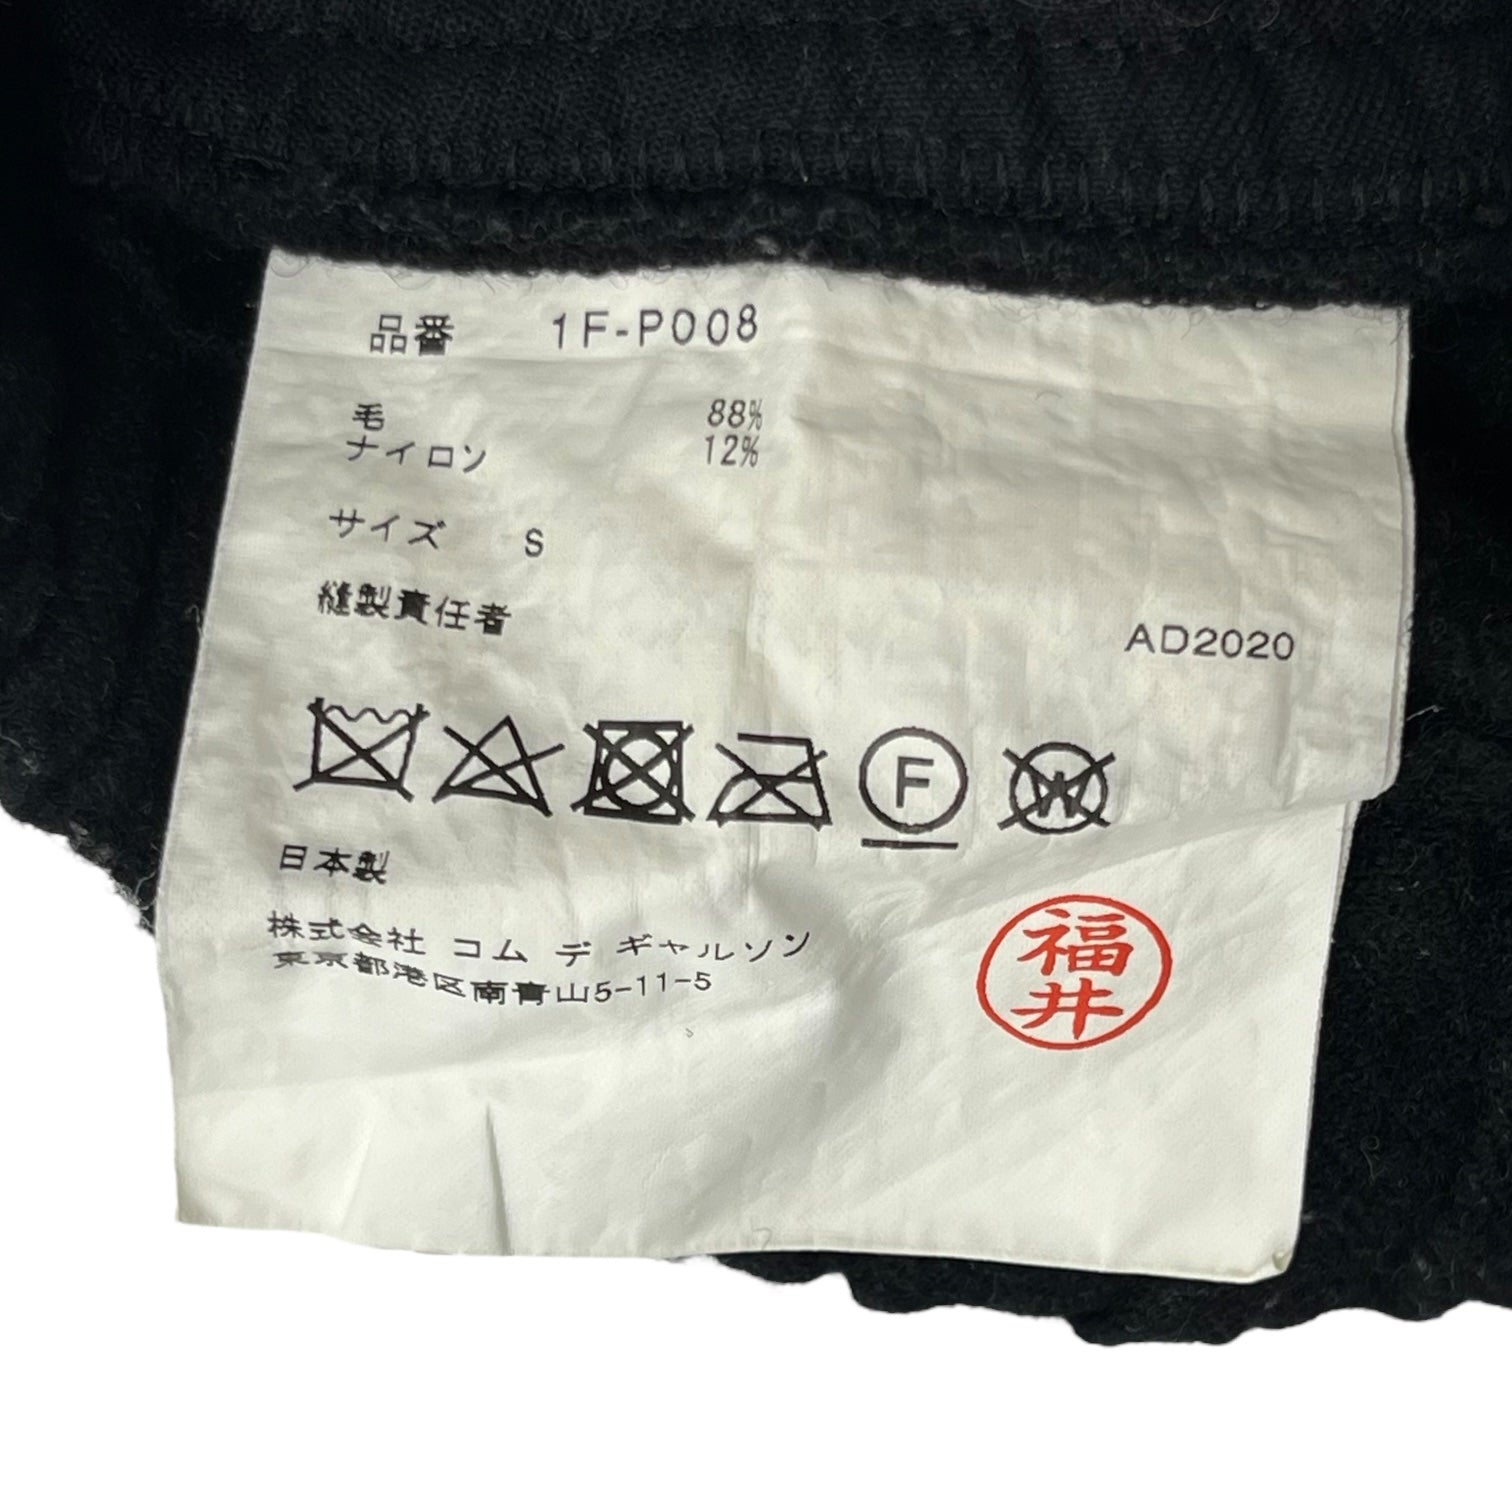 品番 1F-P008
毛 88%
ナイロン 12%
サイズ S
縫製責任者
AD2020
F
W
日本製
株式会社 コム デ ギャルソン
東京都港区南青山5-11-5
福井